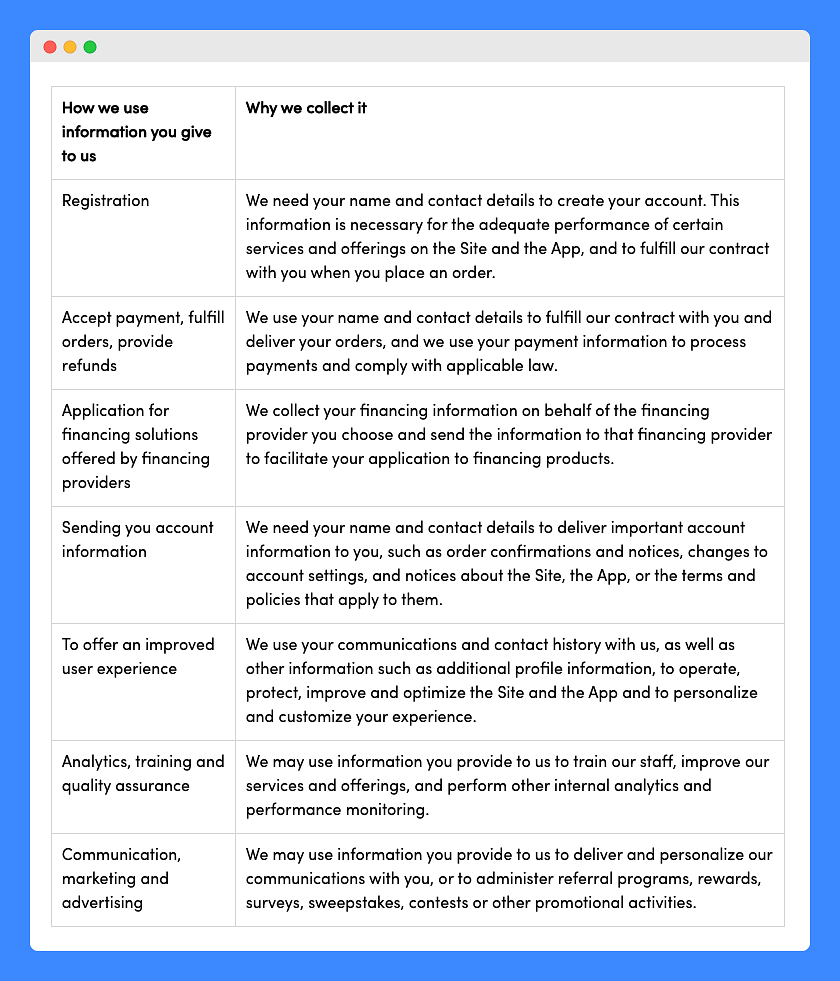 How we use
information you give
to us
Why we collect it
Registration
We need your name and contact details to create your account. This
information is necessary for the adequate performance of certain
services and offerings on the Site and the App, and to fulfill our contract
with you when you place an order.
Accept payment, fulfill
orders, provide
refunds
We use your name and contact details to fulfill our contract with you and
deliver your orders, and we use your payment information to process
payments and comply with applicable law.
Application for
financing solutions
offered by financing
providers
We collect your financing information on behalf of the financing
provider you choose and send the information to that financing provider
to facilitate your application to financing products.
Sending you account
information
We need your name and contact details to deliver important account
information to you, such as order confirmations and notices, changes to
account settings, and notices about the Site, the App, or the terms and
policies that apply to them.
To offer an improved
user experience
We use your communications and contact history with us, as well as
other information such as additional profile information, to operate,
protect, improve and optimize the Site and the App and to personalize
and customize your experience.
Analytics, training and
quality assurance
We may use information you provide to us to train our staff, improve our
services and offerings, and perform other internal analytics and
performance monitoring.
Communication,
marketing and
advertising
We may use information you provide to us to deliver and personalize our
communications with you, or to administer referral programs, rewards,
surveys, sweepstakes, contests or other promotional activities.